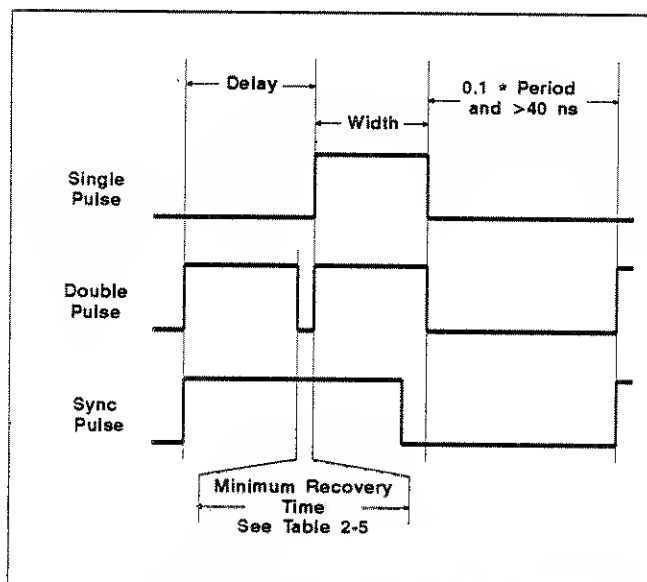 Delay
0.1 * Period
and >40 ns
Width
Single
Pulse
Double
Pulse
Sync
Pulse
Minimum Recovery
Time
See Table 2-5